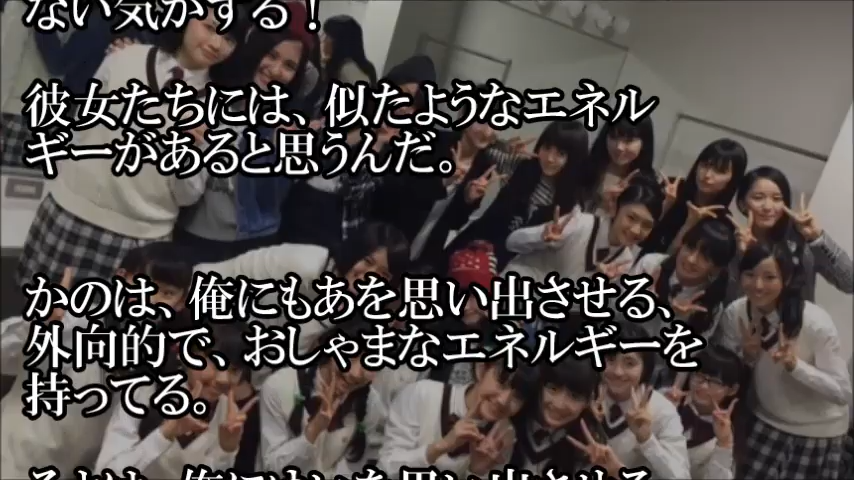 ない気がする！
彼女たちには、似たようなエネル
ギーがあると思うんだ。
かのは、俺にもあを思い出させる、
外向的で、おしゃまなエネルギーを
持ってる。